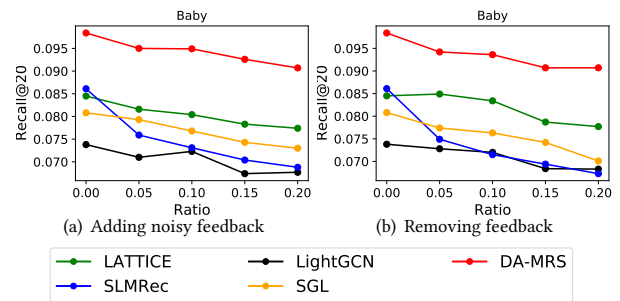 Baby
Recall@20
0.095
0.090
0.085
0.080
0.075
0.070
0.00 0.05 0.10 0.15 0.20
Ratio
(a) Adding noisy feedback
Baby
Recall@20
0.095
0.090
0.085
0.080
0.075
0.070
0.00 0.05 0.10 0.15 0.20
Ratio
(b) Removing feedback
LATTICE LightGCN DA-MRS
SLMRec SGL